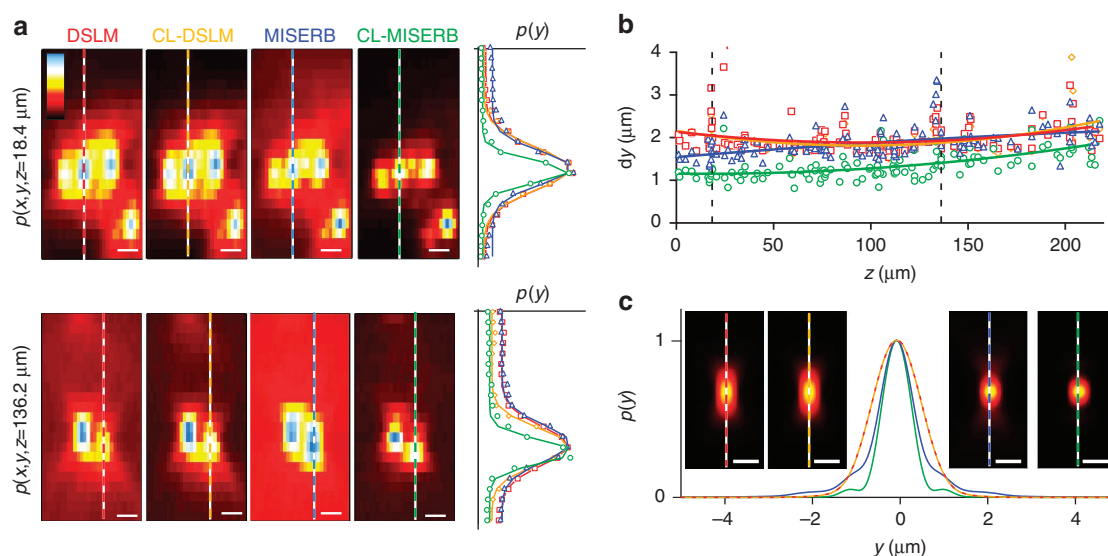 a
DSLM CL-DSLM MISERB CL-MISERB p(y)
p(x,y,z=18.4 μm)
p(y)
p(x,y,z=136.2 μm)
b
4
3
2
1
0
dy (μm)
0 50 100 150 200
z (μm)
c
1
0
p(y)
−4 −2 0 2 4
y (μm)